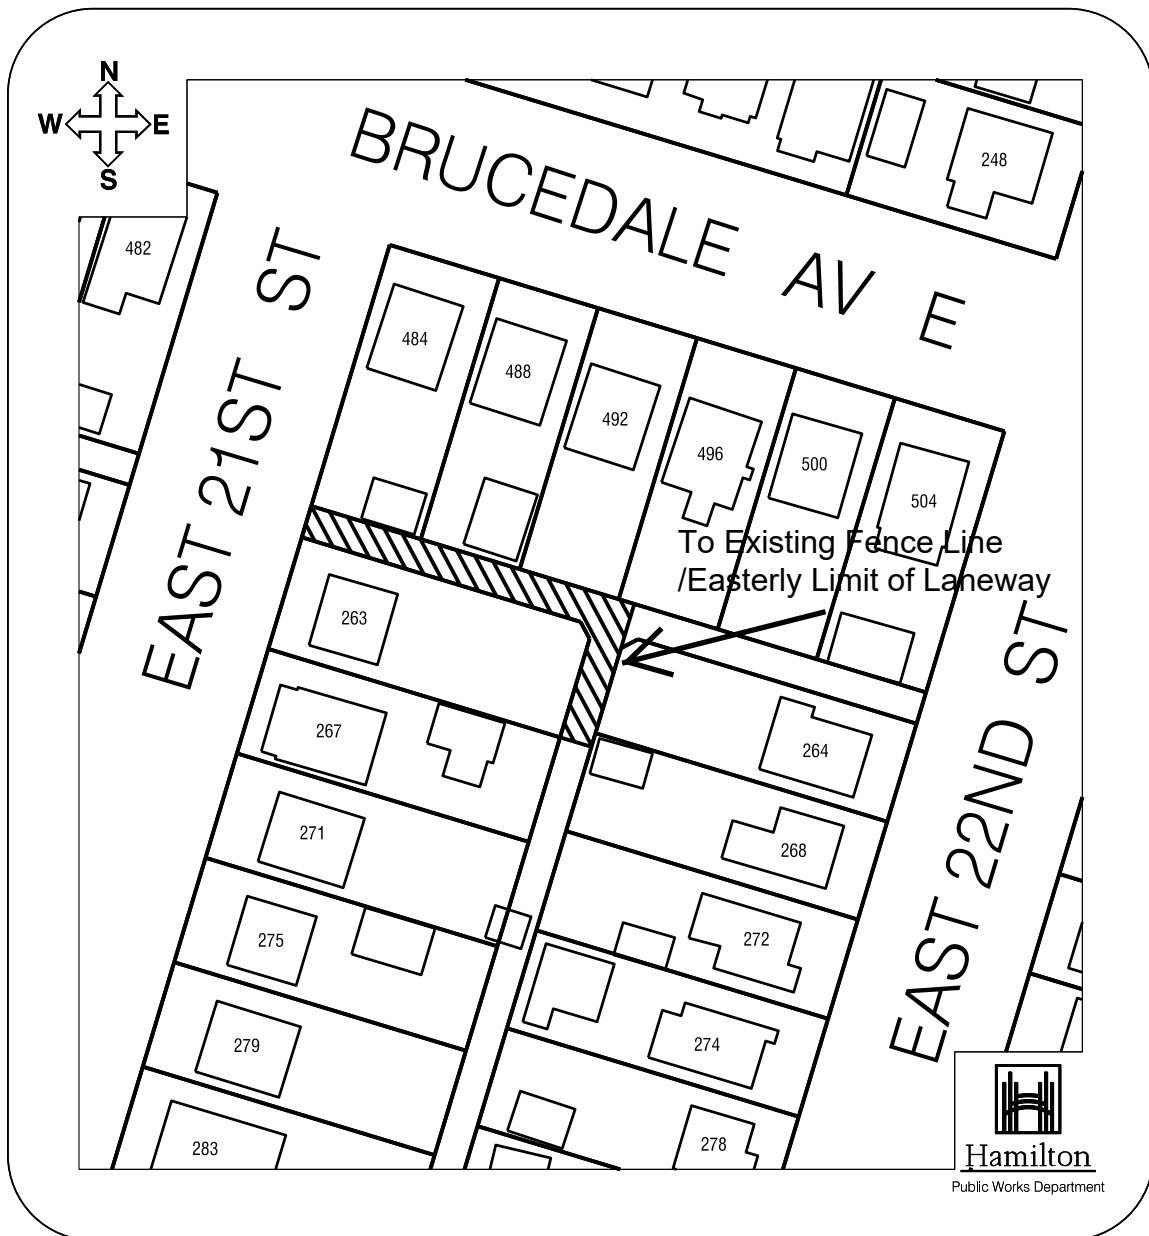 N
W E
S
BRUCEDALE AV E
248
482
EAST 21ST ST
484
488
492
496
500
504
To Existing Fence Line
/Easterly Limit of Laneway
263
267
264
271
268
275
272
279
274
283
278
EAST 22ND ST
Hamilton
Public Works Department